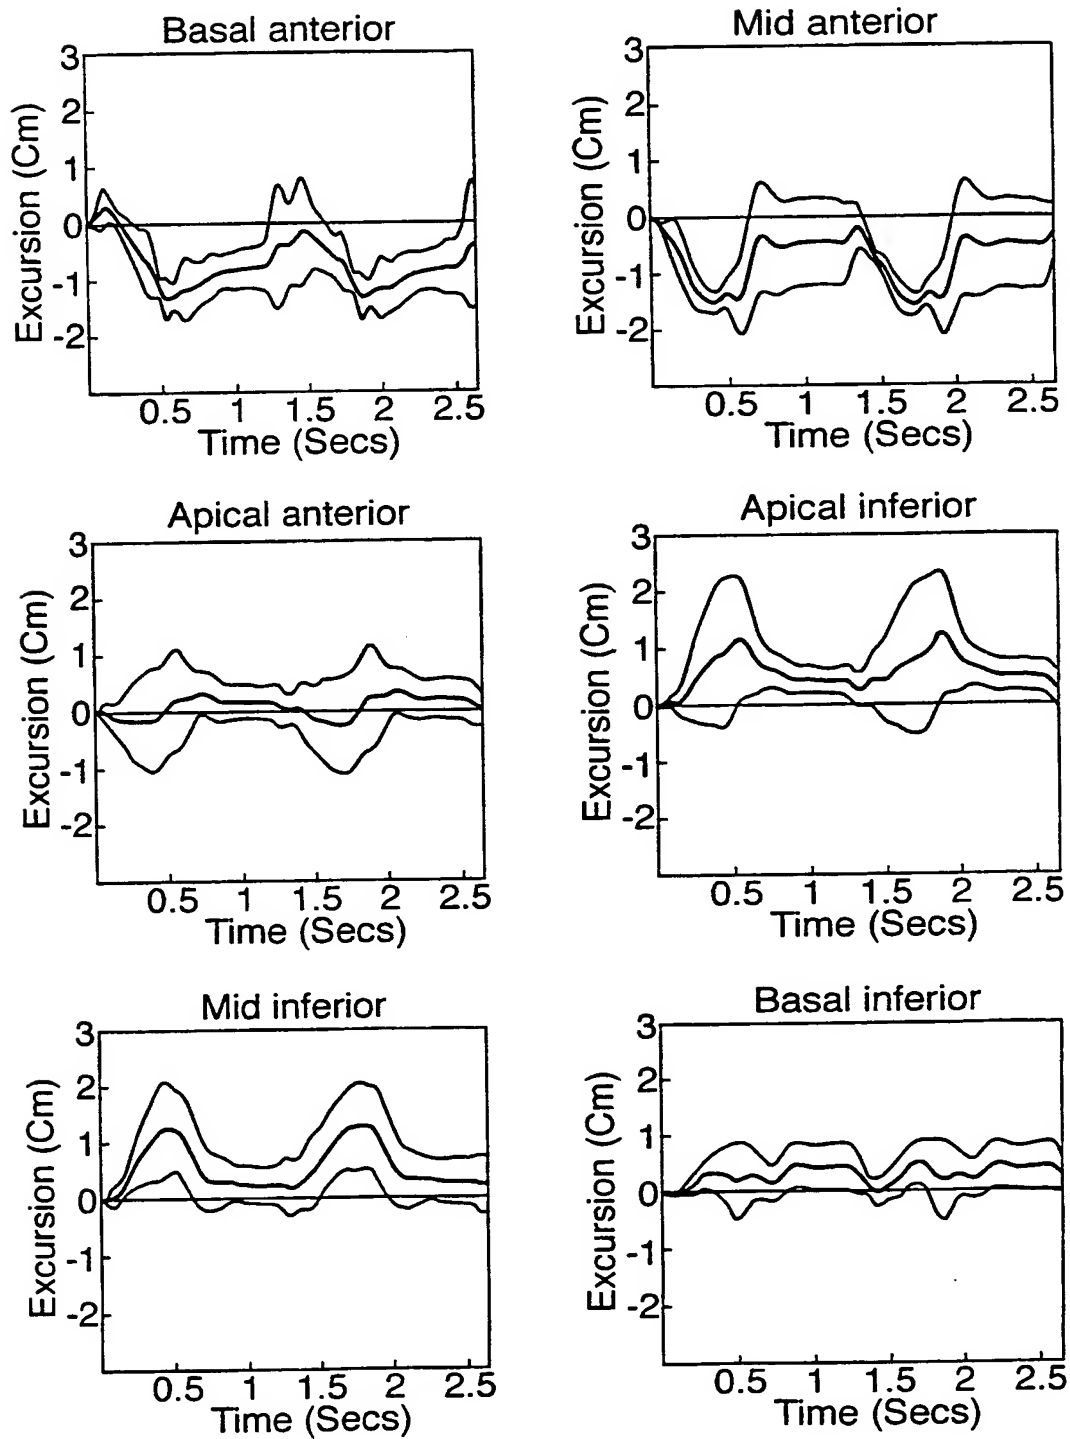 Basal anterior
3
2
1
0
-1
-2
Excursion (Cm)
0.5 1 1.5 2 2.5
Time (Secs)
Mid anterior
3
2
1
0
-1
-2
Excursion (Cm)
0.5 1 1.5 2 2.5
Time (Secs)
Apical anterior
3
2
1
0
-1
-2
Excursion (Cm)
0.5 1 1.5 2 2.5
Time (Secs)
Apical inferior
3
2
1
0
-1
-2
Excursion (Cm)
0.5 1 1.5 2 2.5
Time (Secs)
Mid inferior
3
2
1
0
-1
-2
Excursion (Cm)
0.5 1 1.5 2 2.5
Time (Secs)
Basal inferior
3
2
1
0
-1
-2
Excursion (Cm)
0.5 1 1.5 2 2.5
Time (Secs)